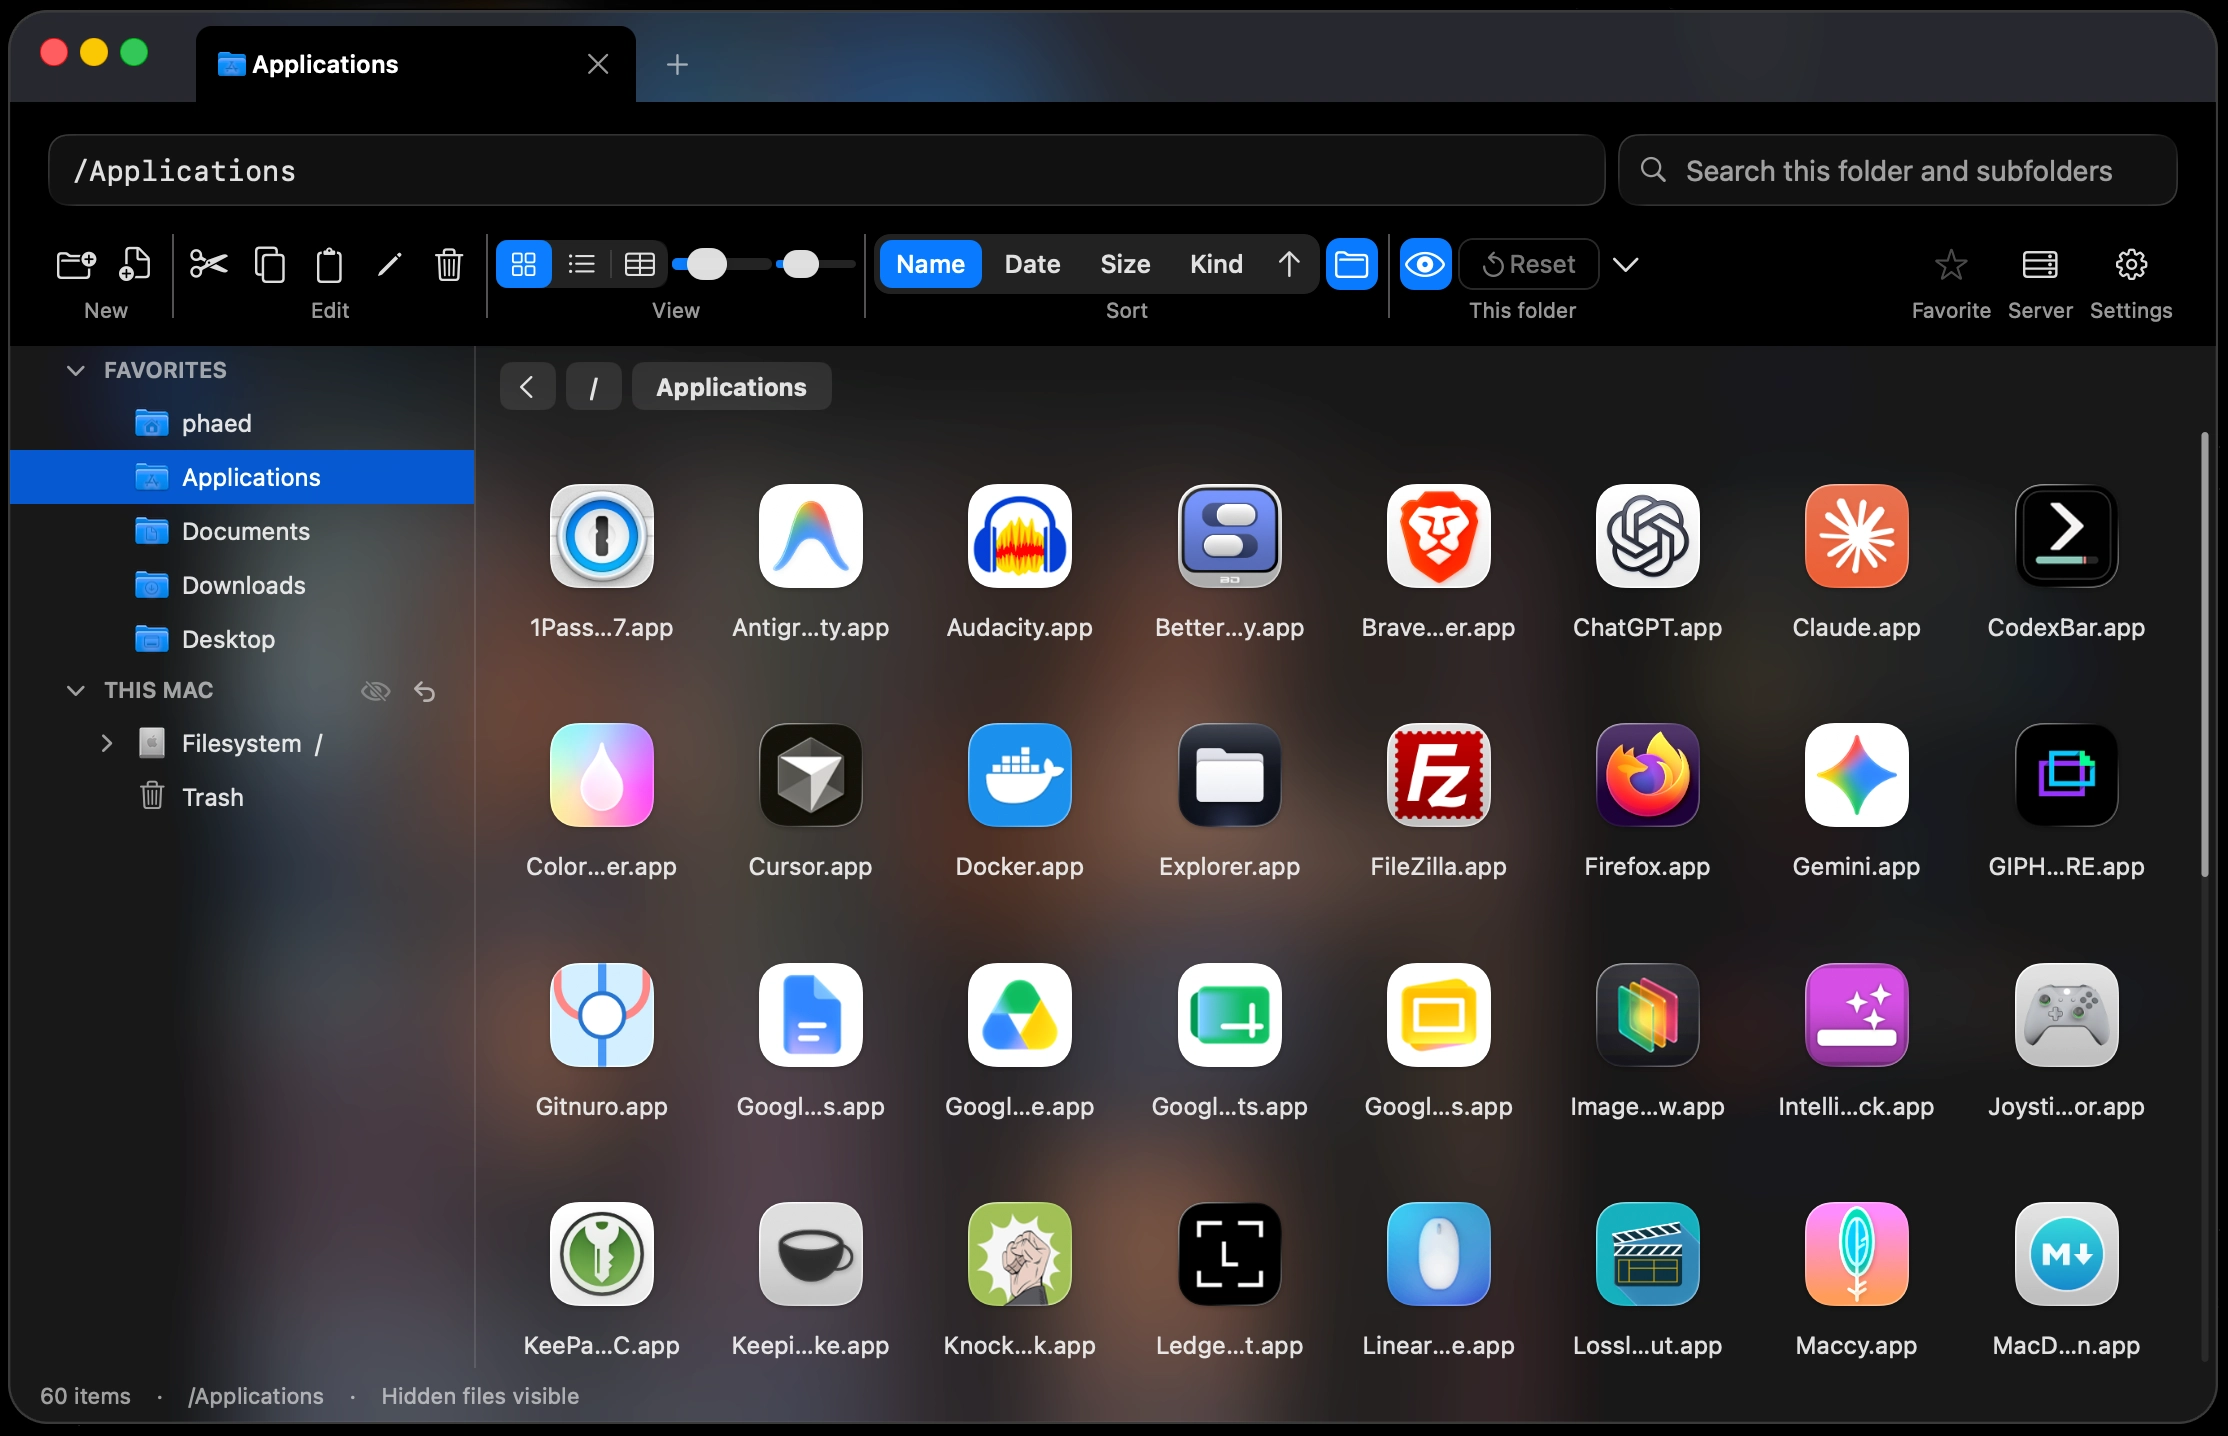 Applications
/Applications
Search this folder and subfolders
Name Date Size Kind
Reset
New Edit View Sort This folder Favorite Server Settings
FAVORITES
phaed
Applications
Documents
Downloads
Desktop
THIS MAC
Filesystem /
Trash
/ Applications
BD
1Pass...7.app Antigr...ty.app Audacity.app Better...y.app Brave...er.app ChatGPT.app Claude.app CodexBar.app
Fz
Color...er.app Cursor.app Docker.app Explorer.app FileZilla.app Firefox.app Gemini.app GIPH...RE.app
Gitnuro.app Googl...s.app Googl...e.app Googl...ts.app Googl...s.app Image...w.app Intelli...ck.app Joysti...or.app
L M
KeePa...C.app Keepi...ke.app Knock...k.app Ledge...t.app Linear...e.app Lossl...ut.app Maccy.app MacD...n.app
60 items · /Applications · Hidden files visible